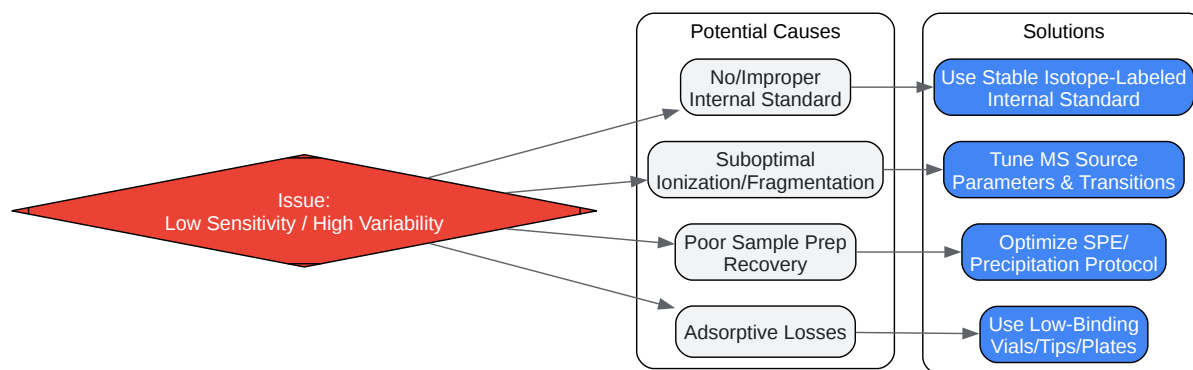 Potential Causes
Solutions
No/Improper
Internal Standard
Use Stable Isotope-Labeled
Internal Standard
Suboptimal
Ionization/Fragmentation
Tune MS Source
Parameters & Transitions
Issue:
Low Sensitivity / High Variability
Poor Sample Prep
Recovery
Optimize SPE/
Precipitation Protocol
Adsorptive Losses
Use Low-Binding
Vials/Tips/Plates